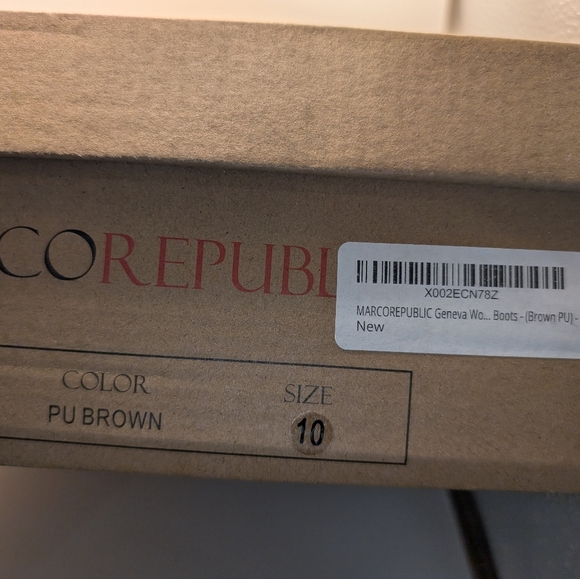 COREPUBL
X002ECN78Z
MARCOREPUBLIC Geneva Wo... Boots - (Brown PU) -
New
COLOR
SIZE
PU BROWN
10